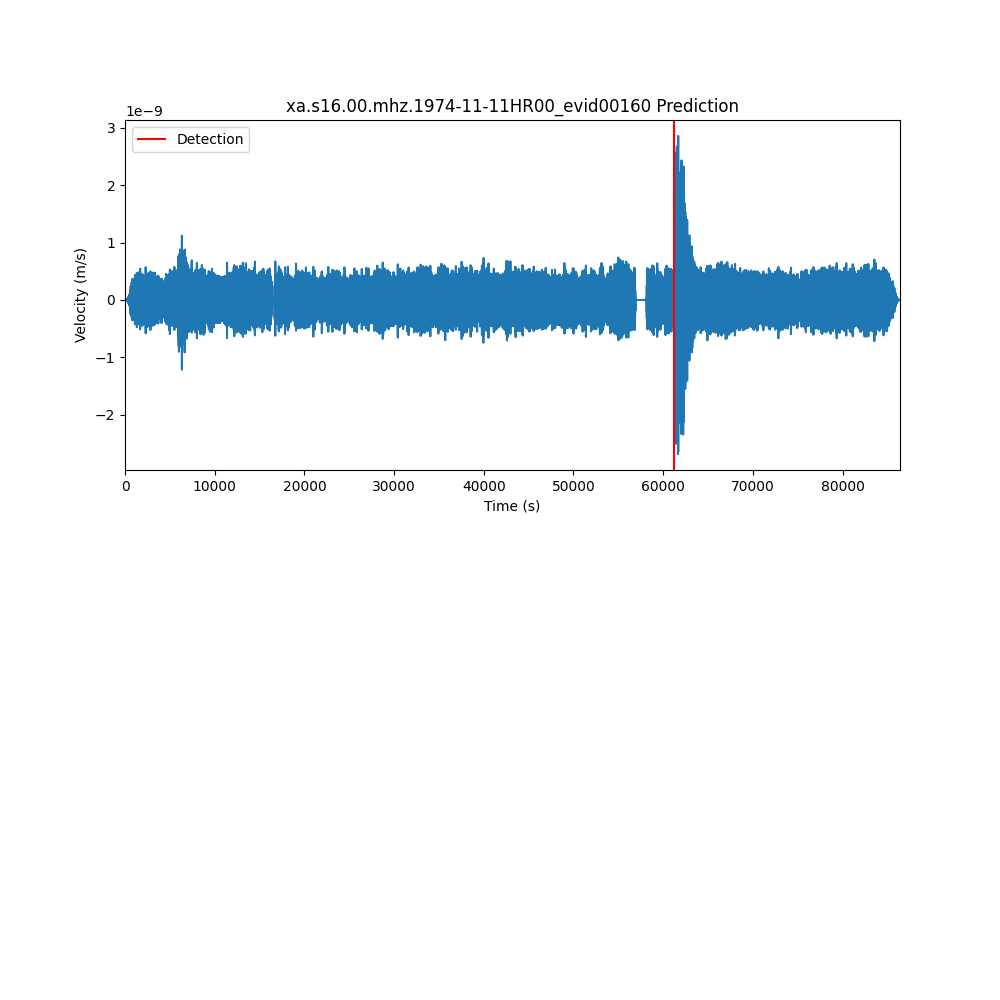 xa.s16.00.mhz.1974-11-11HR00_evid00160 Prediction
1e−9
Detection
3
2
1
0
−1
−2
Velocity (m/s)
0 10000 20000 30000 40000 50000 60000 70000 80000
Time (s)